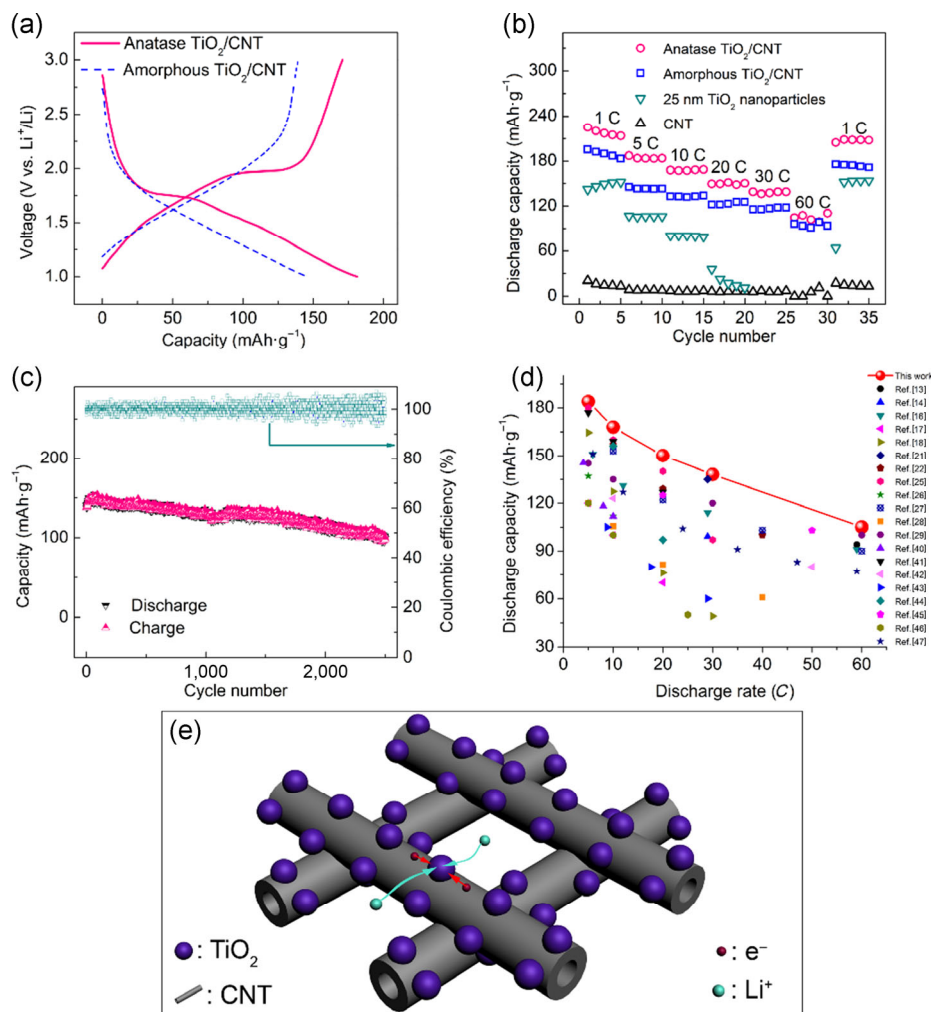 (a)
Anatase TiO₂/CNT
Amorphous TiO₂/CNT
3.0
2.5
2.0
1.5
1.0
Voltage (V vs. Li⁺/Li)
0 50 100 150 200
Capacity (mAh·g⁻¹)
(b)
Anatase TiO₂/CNT
Amorphous TiO₂/CNT
25 nm TiO₂ nanoparticles
CNT
300
240
180
120
60
0
Discharge capacity (mAh·g⁻¹)
1 C
5 C
10 C
20 C
30 C
60 C
1 C
0 5 10 15 20 25 30 35
Cycle number
(c)
200
150
100
50
0
Capacity (mAh·g⁻¹)
100
80
60
40
20
0
Coulombic efficiency (%)
Discharge
Charge
0 1,000 2,000
Cycle number
(d)
180
150
120
90
60
30
Discharge capacity (mAh·g⁻¹)
0 10 20 30 40 50 60
Discharge rate (C)
This work
Ref.[13]
Ref.[14]
Ref.[16]
Ref.[17]
Ref.[18]
Ref.[21]
Ref.[22]
Ref.[25]
Ref.[26]
Ref.[27]
Ref.[28]
Ref.[29]
Ref.[40]
Ref.[41]
Ref.[42]
Ref.[43]
Ref.[44]
Ref.[45]
Ref.[46]
Ref.[47]
(e)
: TiO₂
: CNT
: e⁻
: Li⁺